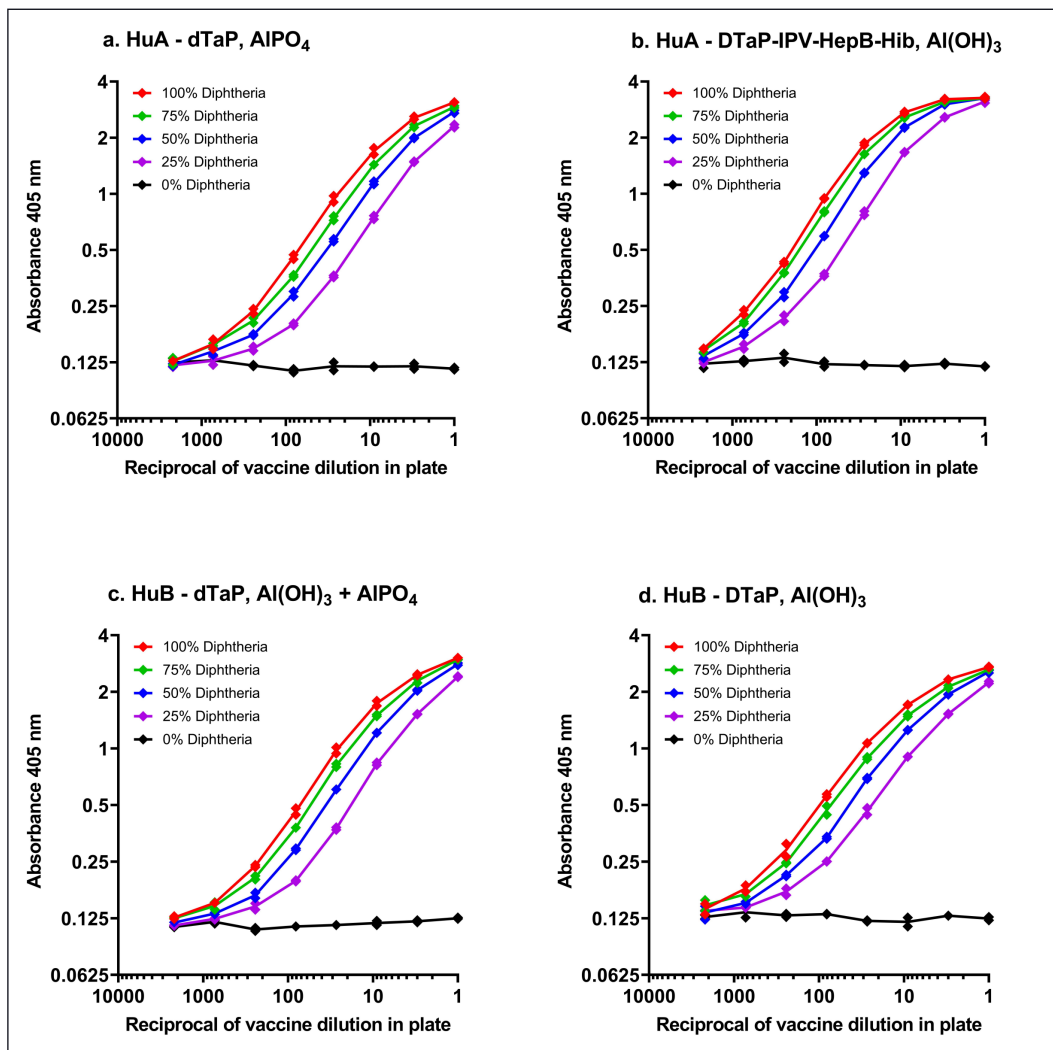 a. HuA - dTaP, AlPO4
4
2
1
0.5
0.25
0.125
0.0625
Absorbance 405 nm
100% Diphtheria
75% Diphtheria
50% Diphtheria
25% Diphtheria
0% Diphtheria
10000 1000 100 10 1
Reciprocal of vaccine dilution in plate
b. HuA - DTaP-IPV-HepB-Hib, Al(OH)3
4
2
1
0.5
0.25
0.125
0.0625
Absorbance 405 nm
100% Diphtheria
75% Diphtheria
50% Diphtheria
25% Diphtheria
0% Diphtheria
10000 1000 100 10 1
Reciprocal of vaccine dilution in plate
c. HuB - dTaP, Al(OH)3 + AlPO4
4
2
1
0.5
0.25
0.125
0.0625
Absorbance 405 nm
100% Diphtheria
75% Diphtheria
50% Diphtheria
25% Diphtheria
0% Diphtheria
10000 1000 100 10 1
Reciprocal of vaccine dilution in plate
d. HuB - DTaP, Al(OH)3
4
2
1
0.5
0.25
0.125
0.0625
Absorbance 405 nm
100% Diphtheria
75% Diphtheria
50% Diphtheria
25% Diphtheria
0% Diphtheria
10000 1000 100 10 1
Reciprocal of vaccine dilution in plate